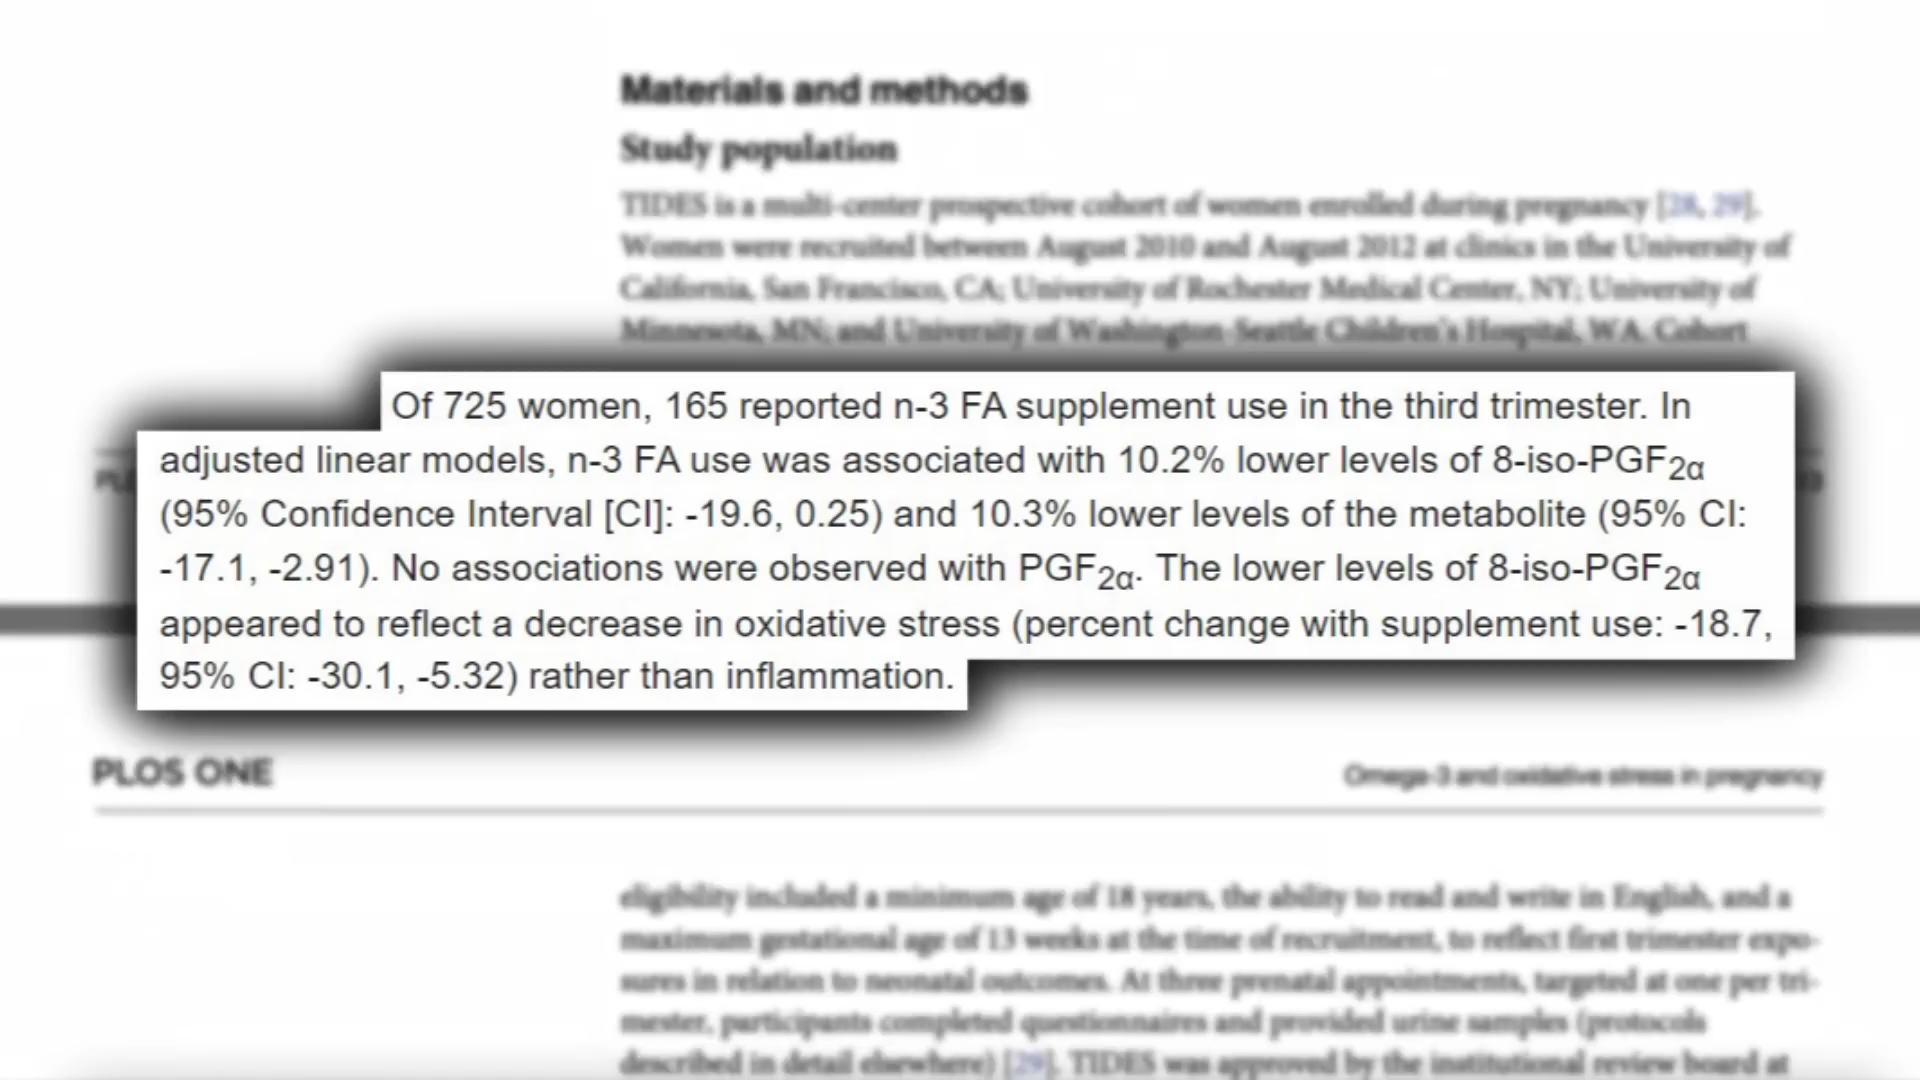 Materials and methods
Study population
TIDES is a multi-center prospective cohort of women enrolled during pregnancy [28, 29].
Women were recruited between August 2010 and August 2012 at clinics in the University of
California, San Francisco, CA; University of Rochester Medical Center, NY; University of
Minnesota, MN; and University of Washington-Seattle Children's Hospital, WA. Cohort
Of 725 women, 165 reported n-3 FA supplement use in the third trimester. In
adjusted linear models, n-3 FA use was associated with 10.2% lower levels of 8-iso-PGF2α
(95% Confidence Interval [CI]: -19.6, 0.25) and 10.3% lower levels of the metabolite (95% CI:
-17.1, -2.91). No associations were observed with PGF2α. The lower levels of 8-iso-PGF2α
appeared to reflect a decrease in oxidative stress (percent change with supplement use: -18.7,
95% CI: -30.1, -5.32) rather than inflammation.
PLOS ONE
Omega-3 and oxidative stress in pregnancy
eligibility included a minimum age of 18 years, the ability to read and write in English, and a
maximum gestational age of 13 weeks at the time of recruitment, to reflect first trimester expo-
sures in relation to neonatal outcomes. At three prenatal appointments, targeted at one per tri-
mester, participants completed questionnaires and provided urine samples (protocols
described in detail elsewhere) [29]. TIDES was approved by the institutional review board at